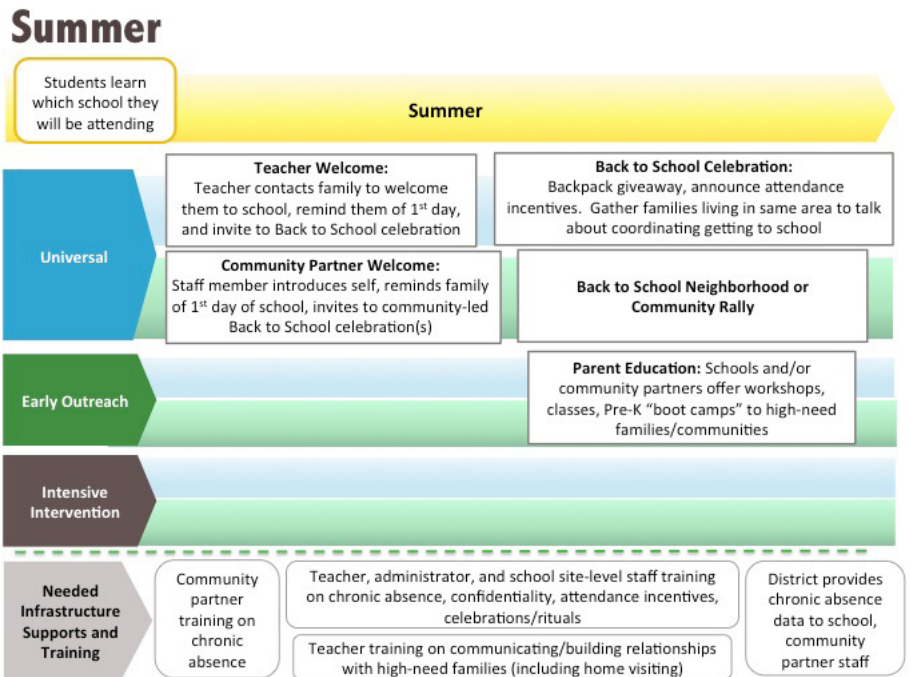 Summer
Students learn
which school they
will be attending
Summer
Universal
Teacher Welcome:
Teacher contacts family to welcome
them to school, remind them of 1st day,
and invite to Back to School celebration
Back to School Celebration:
Backpack giveaway, announce attendance
incentives.  Gather families living in same area to talk
about coordinating getting to school
Community Partner Welcome:
Staff member introduces self, reminds family
of 1st day of school, invites to community-led
Back to School celebration(s)
Back to School Neighborhood or
Community Rally
Early Outreach
Parent Education: Schools and/or
community partners offer workshops,
classes, Pre-K “boot camps” to high-need
families/communities
Intensive
Intervention
Needed
Infrastructure
Supports and
Training
Community
partner
training on
chronic
absence
Teacher, administrator, and school site-level staff training
on chronic absence, confidentiality, attendance incentives,
celebrations/rituals
Teacher training on communicating/building relationships
with high-need families (including home visiting)
District provides
chronic absence
data to school,
community
partner staff